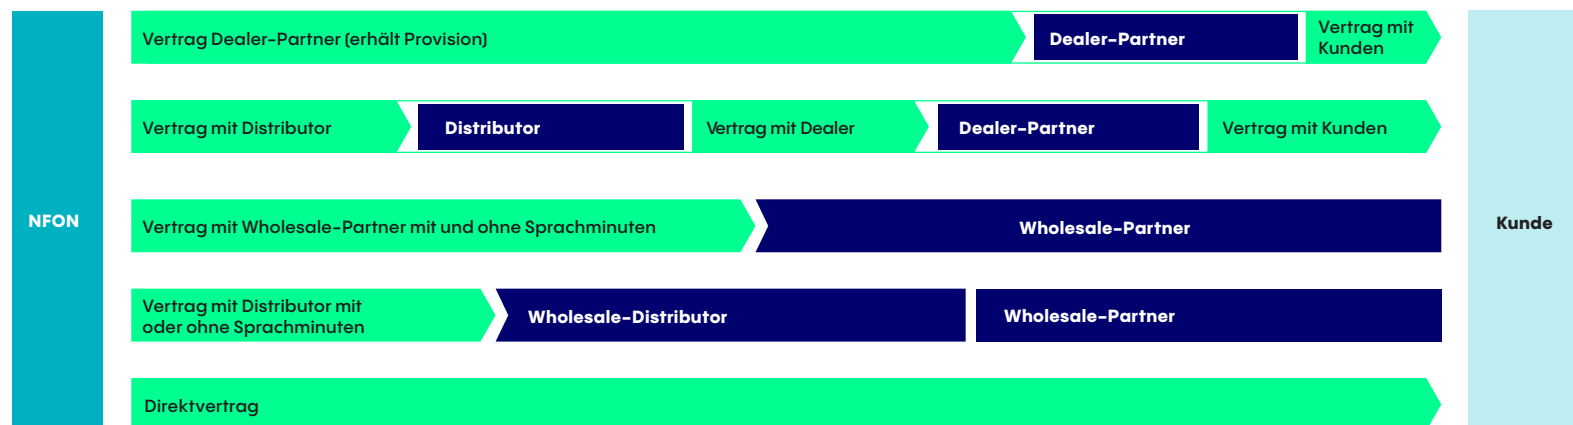 NFON
Vertrag Dealer-Partner (erhält Provision)
Dealer-Partner
Vertrag mit
Kunden
Vertrag mit Distributor
Distributor
Vertrag mit Dealer
Dealer-Partner
Vertrag mit Kunden
Vertrag mit Wholesale-Partner mit und ohne Sprachminuten
Wholesale-Partner
Vertrag mit Distributor mit
oder ohne Sprachminuten
Wholesale-Distributor
Wholesale-Partner
Direktvertrag
Kunde